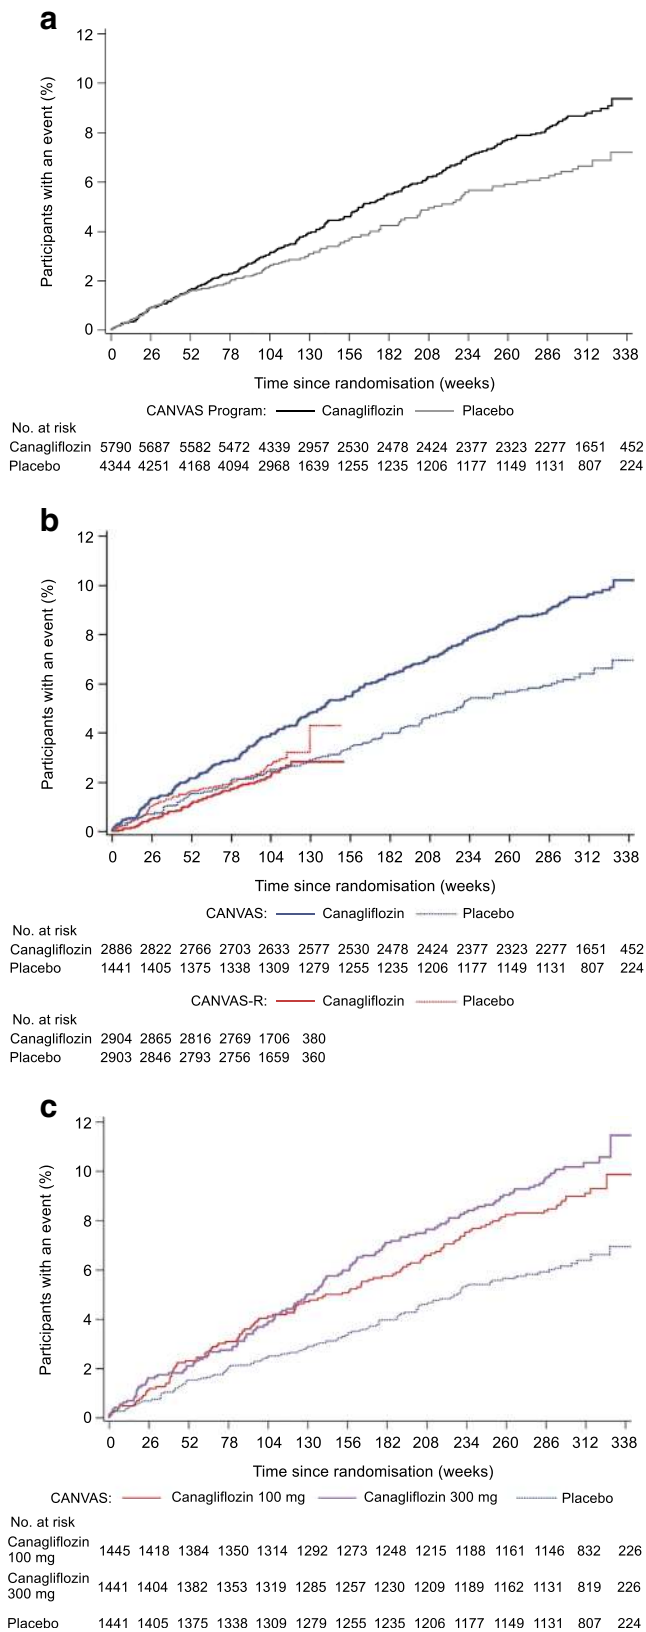 a
12
10
8
6
4
2
0
Participants with an event (%)
0 26 52 78 104 130 156 182 208 234 260 286 312 338
Time since randomisation (weeks)
CANVAS Program: Canagliflozin Placebo
No. at risk
Canagliflozin 5790 5687 5582 5472 4339 2957 2530 2478 2424 2377 2323 2277 1651 452
Placebo 4344 4251 4168 4094 2968 1639 1255 1235 1206 1177 1149 1131 807 224
b
12
10
8
6
4
2
0
Participants with an event (%)
0 26 52 78 104 130 156 182 208 234 260 286 312 338
Time since randomisation (weeks)
CANVAS: Canagliflozin Placebo
No. at risk
Canagliflozin 2886 2822 2766 2703 2633 2577 2530 2478 2424 2377 2323 2277 1651 452
Placebo 1441 1405 1375 1338 1309 1279 1255 1235 1206 1177 1149 1131 807 224
CANVAS-R: Canagliflozin Placebo
No. at risk
Canagliflozin 2904 2865 2816 2769 1706 380
Placebo 2903 2846 2793 2756 1659 360
c
12
10
8
6
4
2
0
Participants with an event (%)
0 26 52 78 104 130 156 182 208 234 260 286 312 338
Time since randomisation (weeks)
CANVAS: Canagliflozin 100 mg Canagliflozin 300 mg Placebo
No. at risk
Canagliflozin
100 mg 1445 1418 1384 1350 1314 1292 1273 1248 1215 1188 1161 1146 832 226
Canagliflozin
300 mg 1441 1404 1382 1353 1319 1285 1257 1230 1209 1189 1162 1131 819 226
Placebo 1441 1405 1375 1338 1309 1279 1255 1235 1206 1177 1149 1131 807 224